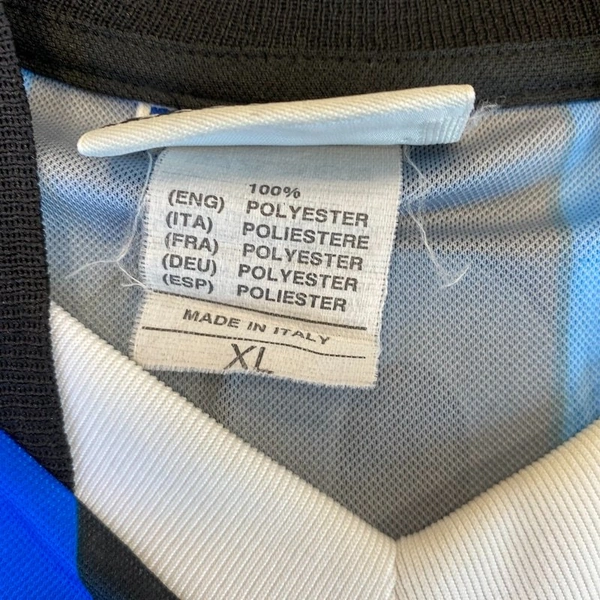 100%
(ENG) POLYESTER
(ITA) POLIESTERE
(FRA) POLYESTER
(DEU) POLYESTER
(ESP) POLIESTER
MADE IN ITALY
XL